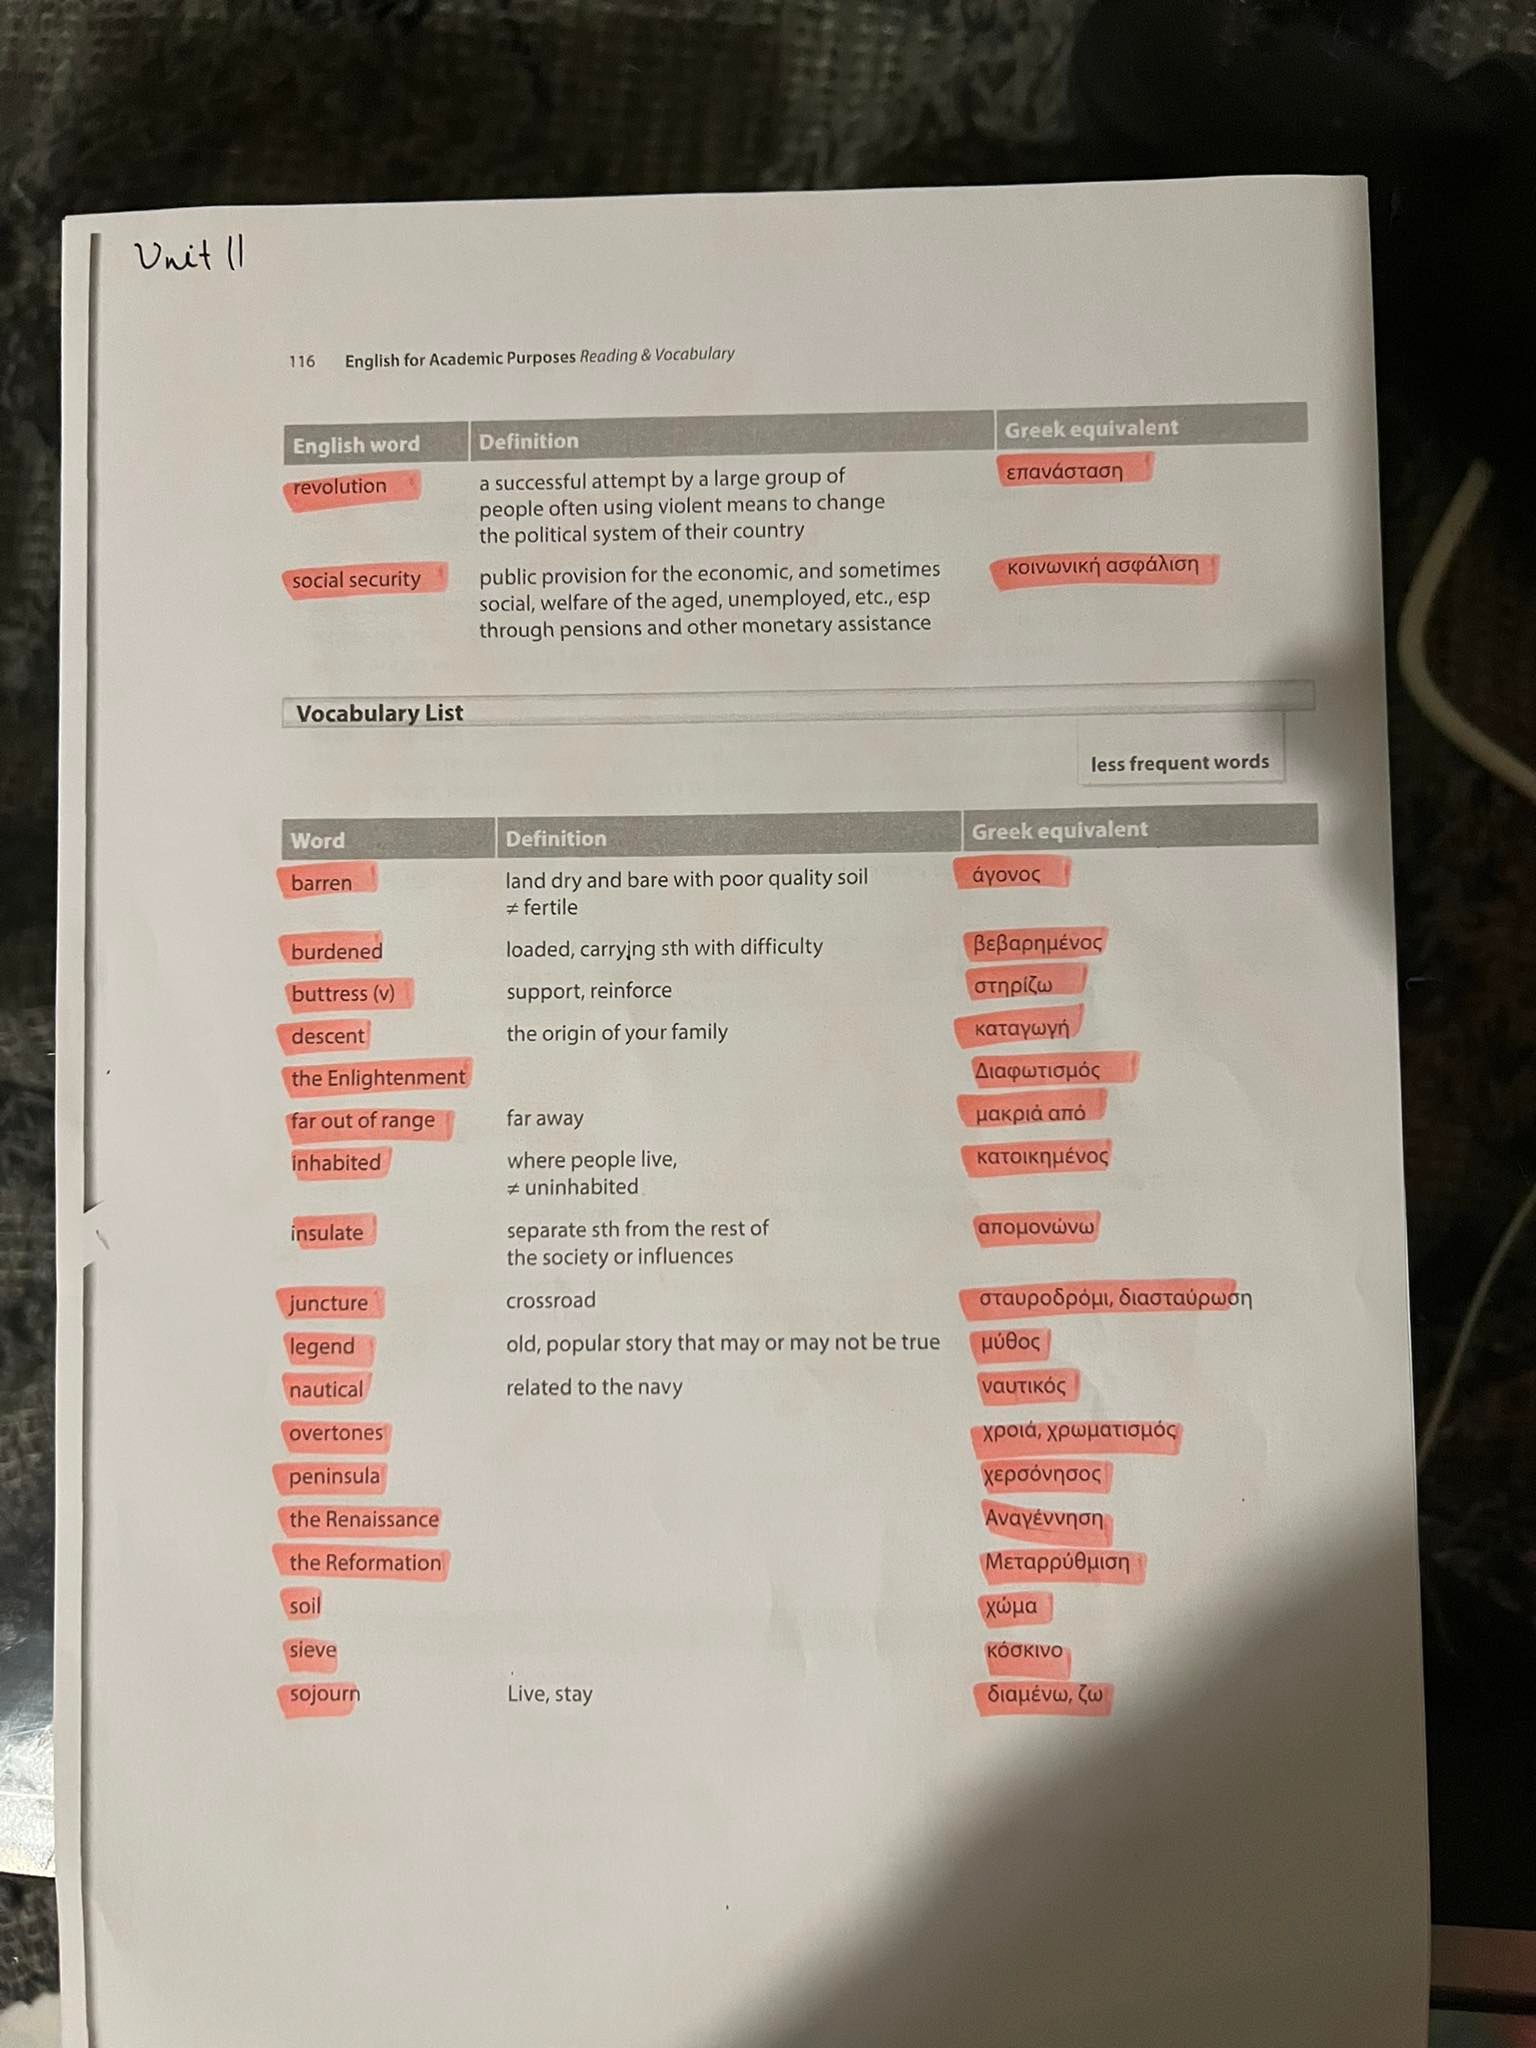 Unit 11
116 English for Academic Purposes Reading & Vocabulary
English word Definition Greek equivalent
revolution a successful attempt by a large group of επανάσταση
people often using violent means to change
the political system of their country
social security public provision for the economic, and sometimes κοινωνική ασφάλιση
social, welfare of the aged, unemployed, etc., esp
through pensions and other monetary assistance
Vocabulary List
less frequent words
Word Definition Greek equivalent
barren land dry and bare with poor quality soil άγονος
≠ fertile
burdened loaded, carrying sth with difficulty βεβαρημένος
buttress (v) support, reinforce στηρίζω
descent the origin of your family καταγωγή
the Enlightenment Διαφωτισμός
far out of range far away μακριά από
inhabited where people live, κατοικημένος
≠ uninhabited
insulate separate sth from the rest of απομονώνω
the society or influences
juncture crossroad σταυροδρόμι, διασταύρωση
legend old, popular story that may or may not be true μύθος
nautical related to the navy ναυτικός
overtones χροιά, χρωματισμός
peninsula χερσόνησος
the Renaissance Αναγέννηση
the Reformation Μεταρρύθμιση
soil χώμα
sieve κόσκινο
sojourn Live, stay διαμένω, ζω